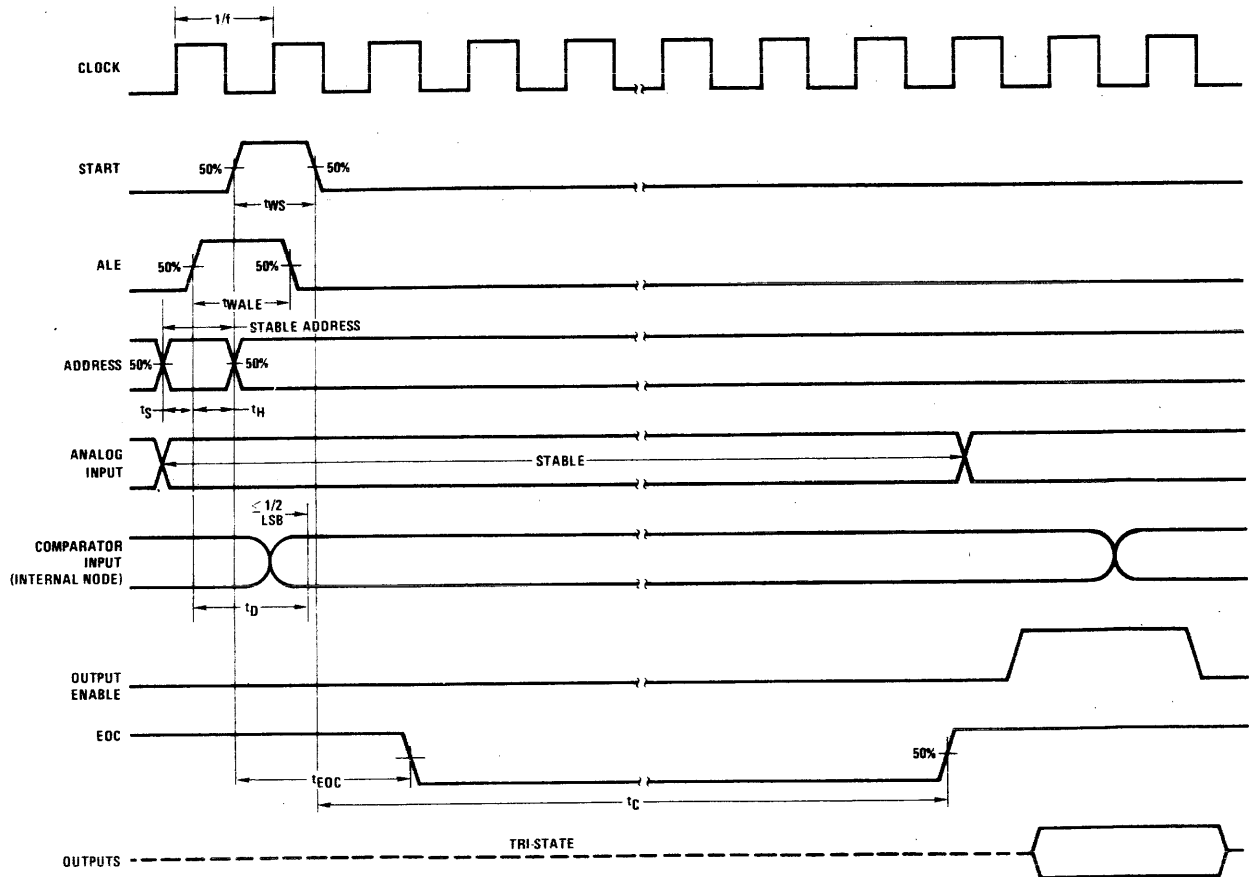 1/f
CLOCK
START
50%
50%
tWS
ALE
50%
50%
tWALE
STABLE ADDRESS
ADDRESS
50%
50%
tS
tH
ANALOG
INPUT
STABLE
≤ 1/2
LSB
COMPARATOR
INPUT
(INTERNAL NODE)
tD
OUTPUT
ENABLE
EOC
50%
tEOC
tC
TRI-STATE
OUTPUTS